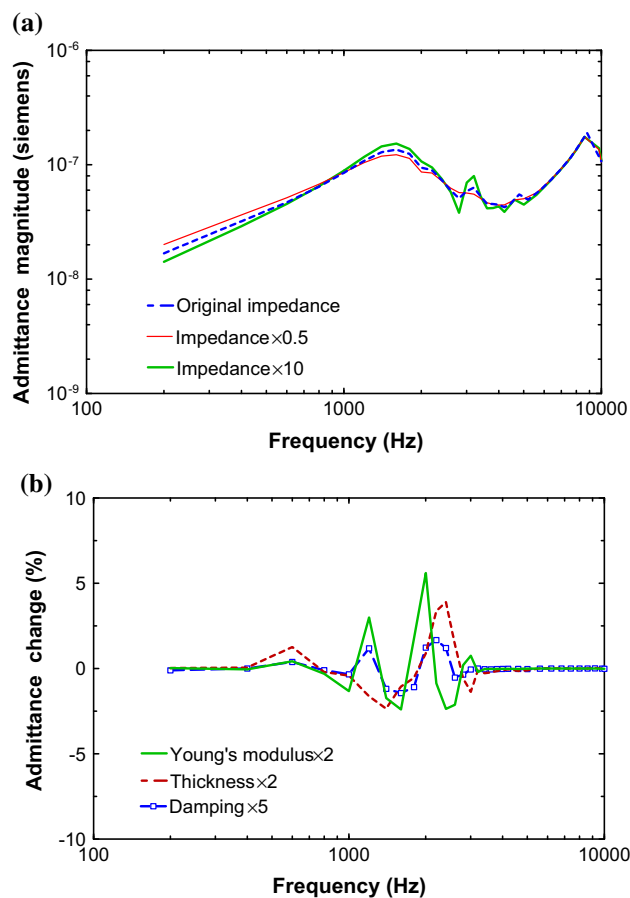 (a)
10-6
10-7
10-8
10-9
Admittance magnitude (siemens)
Original impedance
Impedance×0.5
Impedance×10
100
1000
10000
Frequency (Hz)
(b)
10
5
0
-5
-10
Admittance change (%)
Young's modulus×2
Thickness×2
Damping×5
100
1000
10000
Frequency (Hz)